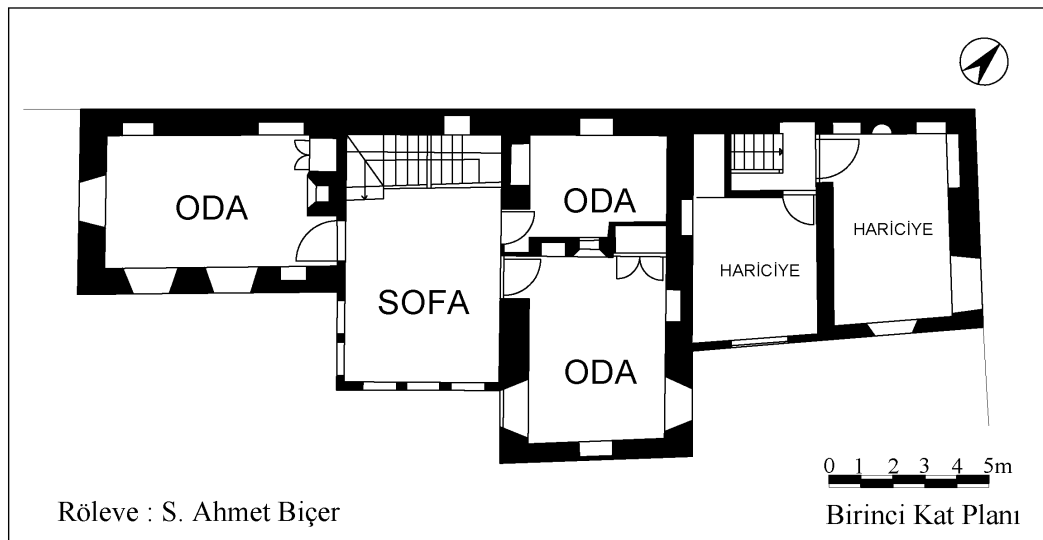 ODA
ODA
HARİCİYE
HARİCİYE
SOFA
ODA
0 1 2 3 4 5m
Röleve : S. Ahmet Biçer
Birinci Kat Planı